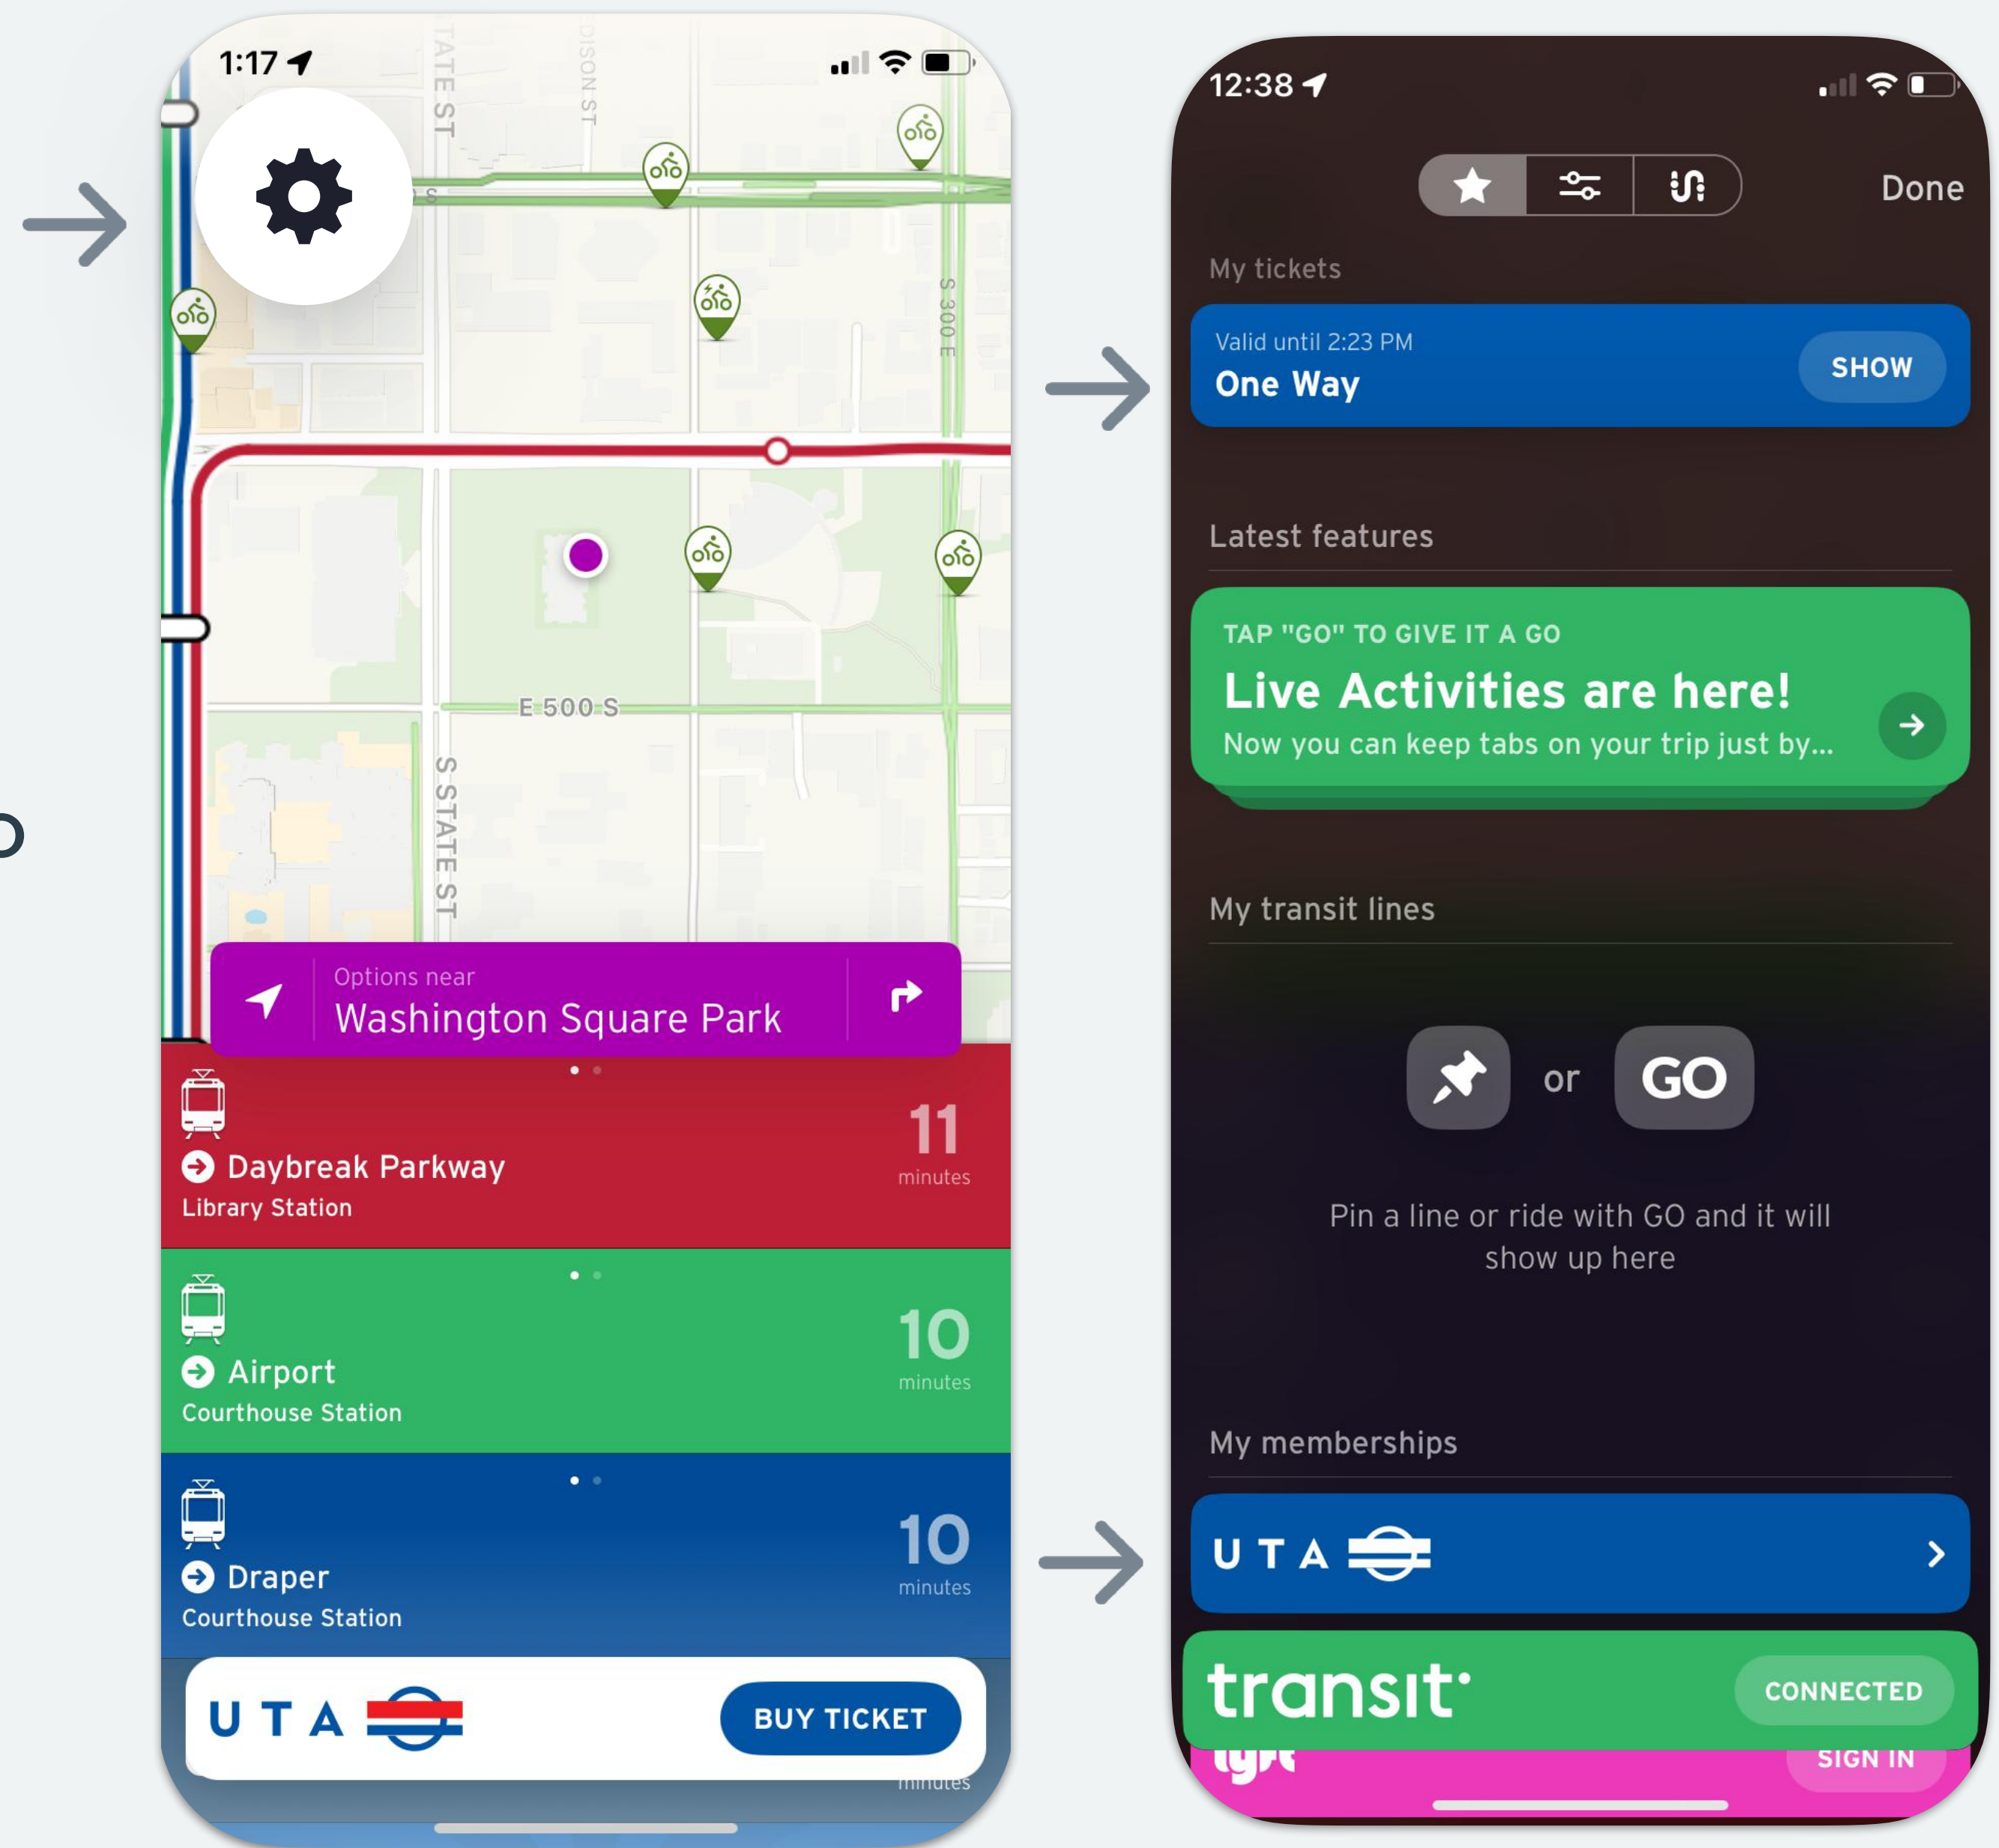 1:17
S 300 E
E 500 S
S STATE ST
Options near
Washington Square Park
11
minutes
Daybreak Parkway
Library Station
10
minutes
Airport
Courthouse Station
10
minutes
Draper
Courthouse Station
UTA
BUY TICKET
minutes
12:38
Done
My tickets
Valid until 2:23 PM
One Way
SHOW
Latest features
TAP "GO" TO GIVE IT A GO
Live Activities are here!
Now you can keep tabs on your trip just by...
My transit lines
or
GO
Pin a line or ride with GO and it will
show up here
My memberships
UTA
transit
CONNECTED
lyft
SIGN IN